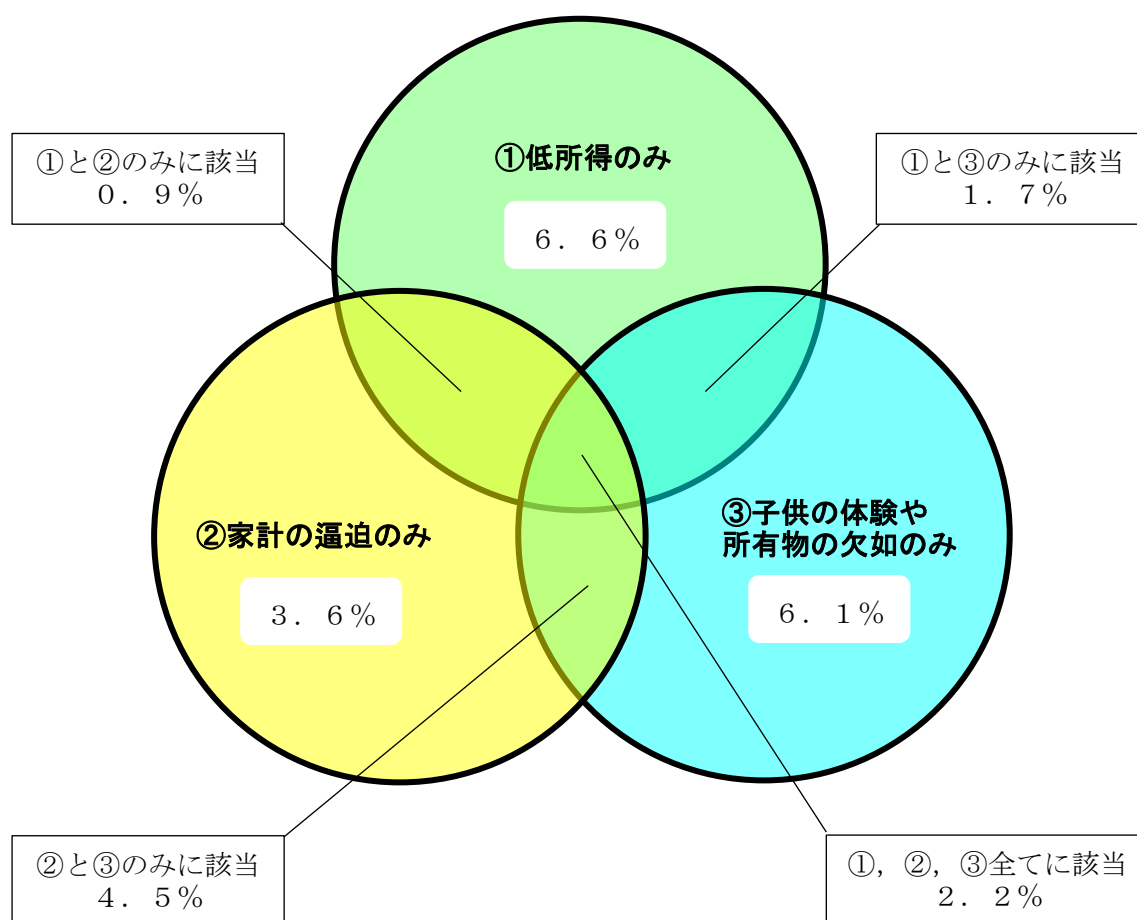 ①低所得のみ
6.6%
①と②のみに該当
0.9%
①と③のみに該当
1.7%
②家計の逼迫のみ
3.6%
③子供の体験や
所有物の欠如のみ
6.1%
②と③のみに該当
4.5%
①,②,③全てに該当
2.2%